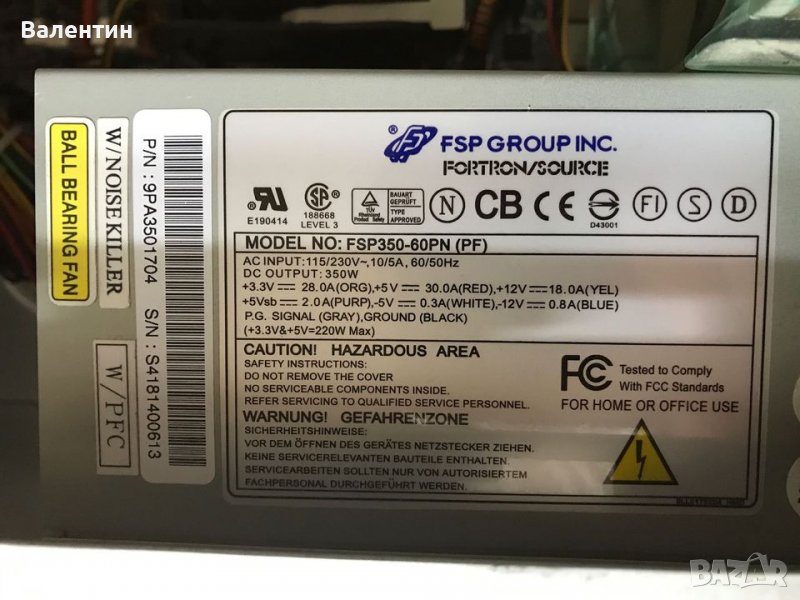 Валентин
BALL BEARING FAN
W/NOISE KILLER
W/PFC
P/N : 9PA3501704 S/N : S4181400613
® FSP GROUP INC.
FORTRON/SOURCE
E190414
188668
LEVEL 3
TÜV
BAUART
GEPRÜFT
TYPE
APPROVED
N CB CE D43001 FI S D
MODEL NO: FSP350-60PN (PF)
AC INPUT:115/230V~,10/5A, 60/50Hz
DC OUTPUT: 350W
+3.3V 28.0A(ORG),+5V 30.0A(RED),+12V 18.0A(YEL)
+5Vsb 2.0A(PURP),-5V 0.3A(WHITE),-12V 0.8A(BLUE)
P.G. SIGNAL (GRAY),GROUND (BLACK)
(+3.3V&+5V=220W Max)
CAUTION! HAZARDOUS AREA
SAFETY INSTRUCTIONS:
DO NOT REMOVE THE COVER
NO SERVICEABLE COMPONENTS INSIDE.
REFER SERVICING TO QUALIFIED SERVICE PERSONNEL.
FC Tested to Comply
With FCC Standards
FOR HOME OR OFFICE USE
WARNUNG! GEFAHRENZONE
SICHERHEITSHINWEISE:
VOR DEM ÖFFNEN DES GERÄTES NETZSTECKER ZIEHEN.
KEINE SERVICERELEVANTEN BAUTEILE ENTHALTEN.
SERVICEARBEITEN SOLLTEN NUR VON AUTORISIERTEM
FACHPERSONAL DURCHGEFÜHRT WERDEN.
BAZAR